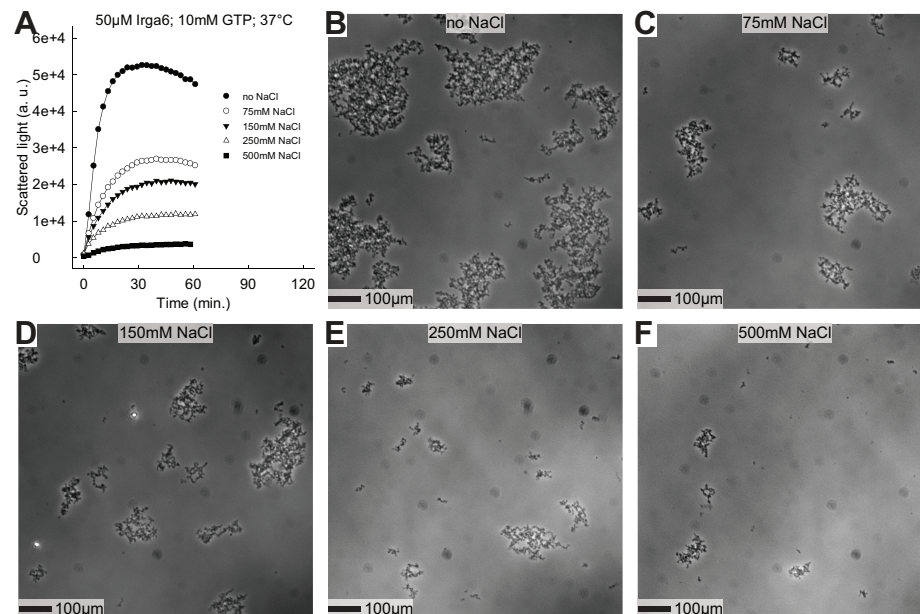 A
50µM Irga6; 10mM GTP; 37°C
6e+4
5e+4
4e+4
3e+4
2e+4
1e+4
0
Scattered light (a. u.)
no NaCl
75mM NaCl
150mM NaCl
250mM NaCl
500mM NaCl
0 30 60 90 120
Time (min.)
B
no NaCl
100µm
C
75mM NaCl
100µm
D
150mM NaCl
100µm
E
250mM NaCl
100µm
F
500mM NaCl
100µm